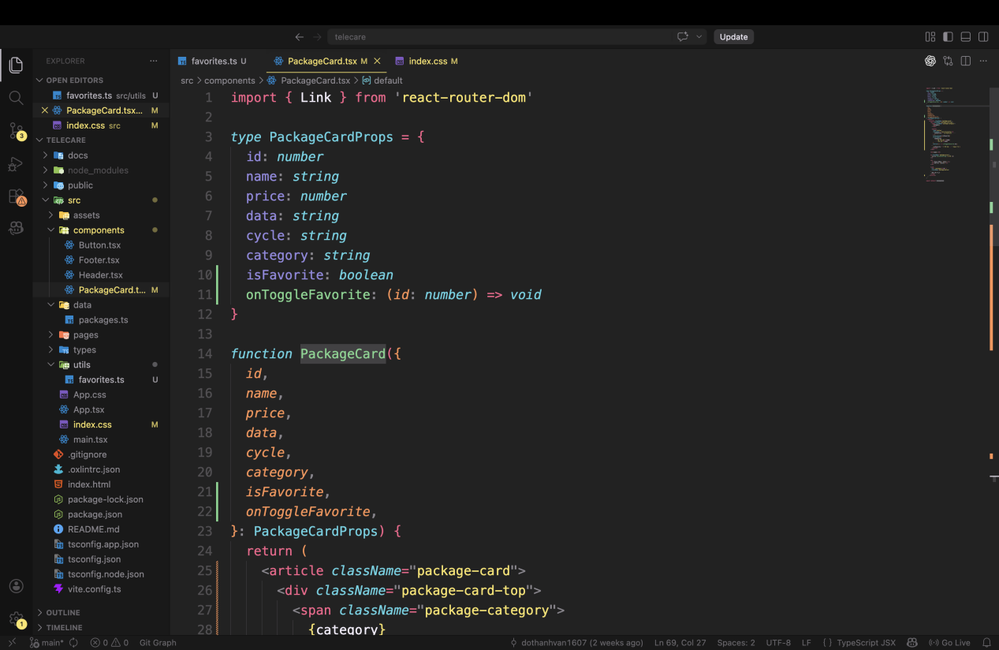 telecare
Update
EXPLORER
OPEN EDITORS
favorites.ts src/utils U
PackageCard.tsx... M
index.css src M
TELECARE
docs
node_modules
public
src
assets
components
Button.tsx
Footer.tsx
Header.tsx
PackageCard.t... M
data
packages.ts
pages
types
utils
favorites.ts U
App.css
App.tsx
index.css M
main.tsx
.gitignore
.oxlintrc.json
index.html
package-lock.json
package.json
README.md
tsconfig.app.json
tsconfig.json
tsconfig.node.json
vite.config.ts
OUTLINE
TIMELINE
3
1
favorites.ts U PackageCard.tsx M index.css M
src > components > PackageCard.tsx > default
1 import { Link } from 'react-router-dom'
2
3 type PackageCardProps = {
4 id: number
5 name: string
6 price: number
7 data: string
8 cycle: string
9 category: string
10 isFavorite: boolean
11 onToggleFavorite: (id: number) => void
12 }
13
14 function PackageCard({
15 id,
16 name,
17 price,
18 data,
19 cycle,
20 category,
21 isFavorite,
22 onToggleFavorite,
23 }: PackageCardProps) {
24 return (
25 <article className="package-card">
26 <div className="package-card-top">
27 <span className="package-category">
28 {category}
main* 0 0 Git Graph dothanhvan1607 (2 weeks ago) Ln 69, Col 27 Spaces: 2 UTF-8 LF { } TypeScript JSX Go Live